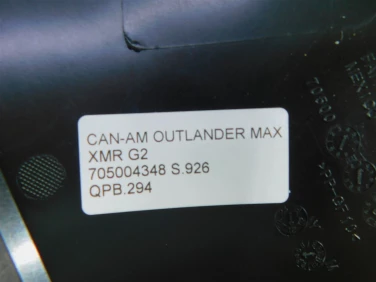 CAN-AM OUTLANDER MAX
XMR G2
705004348 S.926
QPB.294